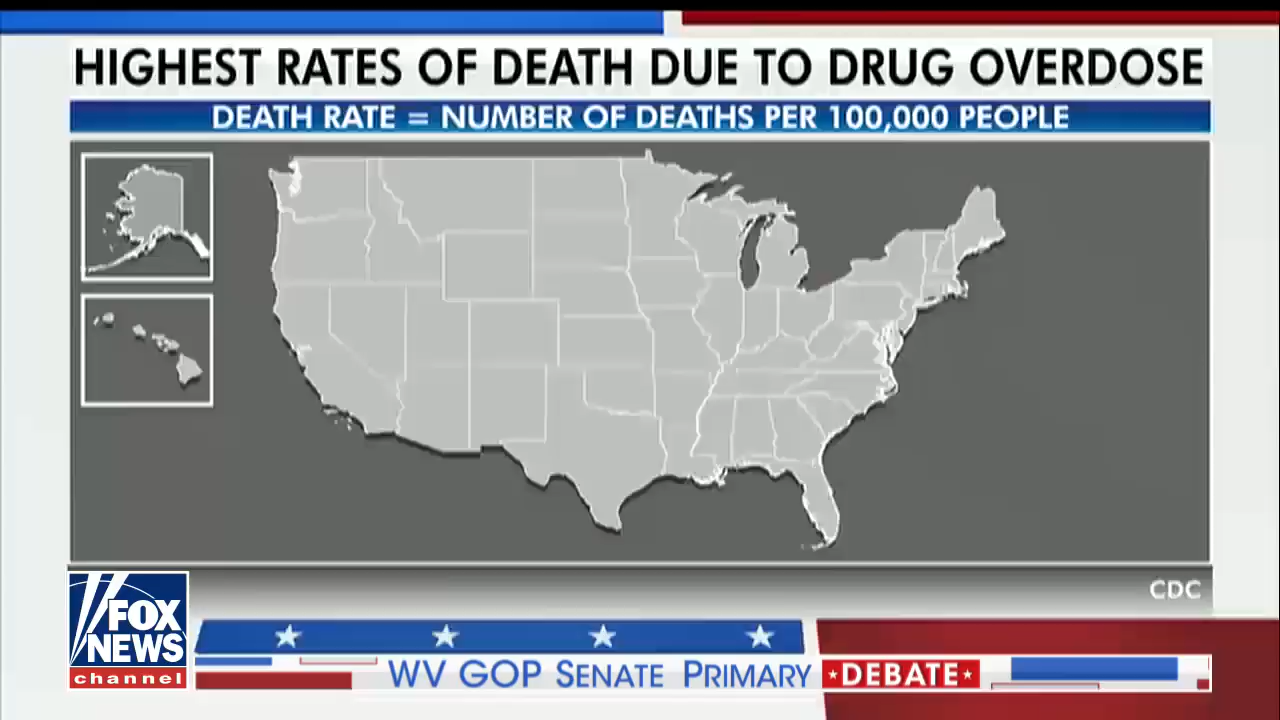 HIGHEST RATES OF DEATH DUE TO DRUG OVERDOSE
DEATH RATE = NUMBER OF DEATHS PER 100,000 PEOPLE
CDC
FOX
NEWS
channel
WV GOP SENATE PRIMARY DEBATE